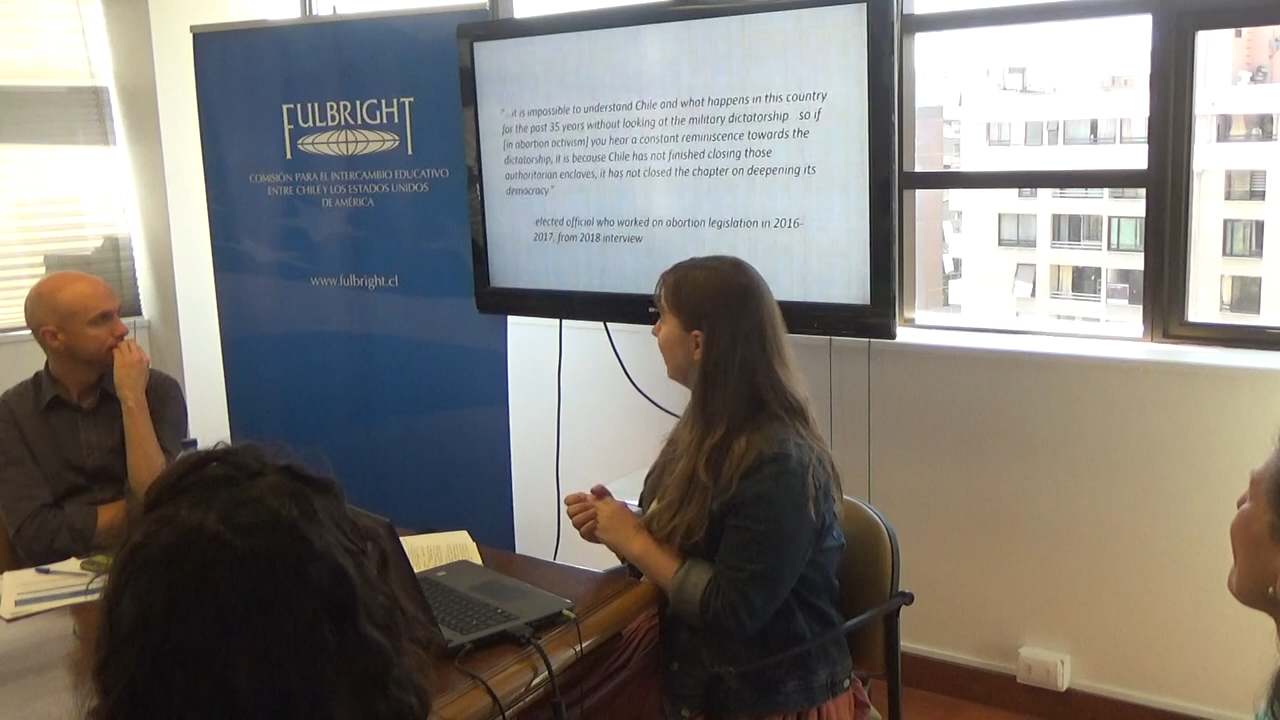 FULBRIGHT
COMISIÓN PARA EL INTERCAMBIO EDUCATIVO
ENTRE CHILE Y LOS ESTADOS UNIDOS
DE AMÉRICA
www.fulbright.cl
"...it is impossible to understand Chile and what happens in this country
for the past 35 years without looking at the military dictatorship so if
[in abortion activism] you hear a constant reminiscence towards the
dictatorship, it is because Chile has not finished closing those
authoritarian enclaves, it has not closed the chapter on deepening its
democracy"
elected official who worked on abortion legislation in 2016-
2017, from 2018 interview